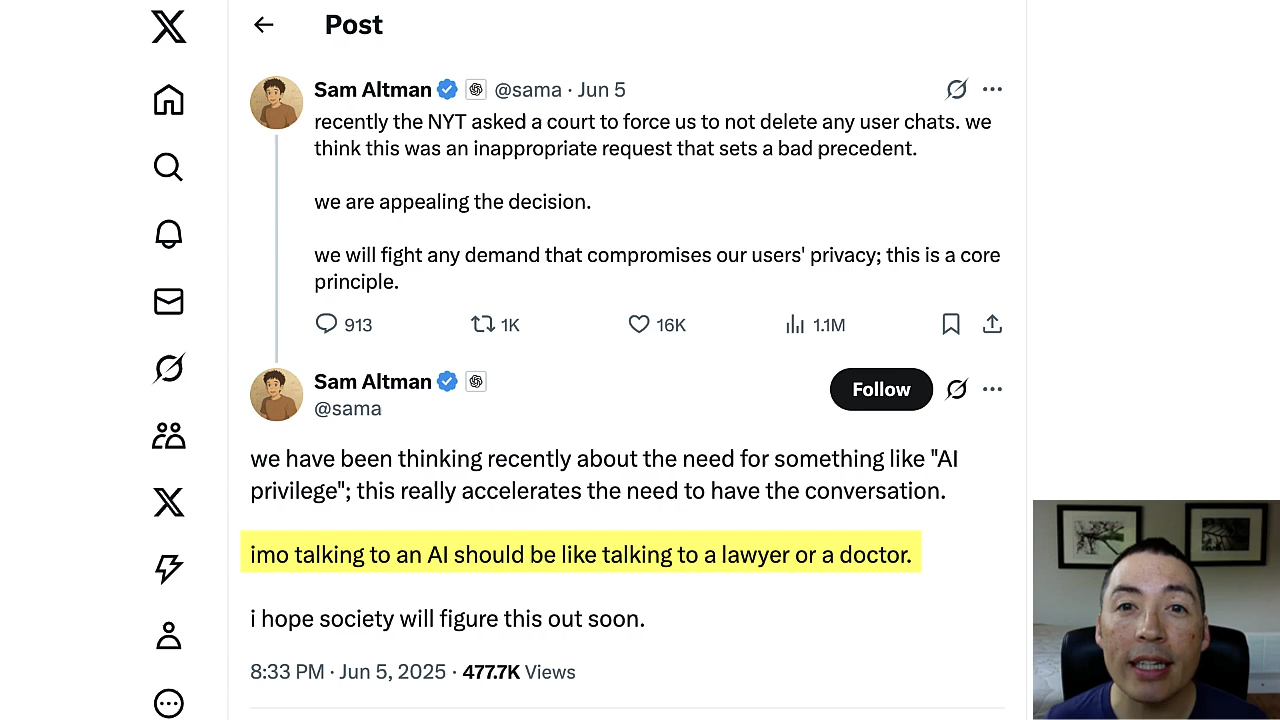 Post
Sam Altman @sama · Jun 5
recently the NYT asked a court to force us to not delete any user chats. we
think this was an inappropriate request that sets a bad precedent.
we are appealing the decision.
we will fight any demand that compromises our users' privacy; this is a core
principle.
913 1K 16K 1.1M
Sam Altman
@sama
Follow
we have been thinking recently about the need for something like "AI
privilege"; this really accelerates the need to have the conversation.
imo talking to an AI should be like talking to a lawyer or a doctor.
i hope society will figure this out soon.
8:33 PM · Jun 5, 2025 · 477.7K Views